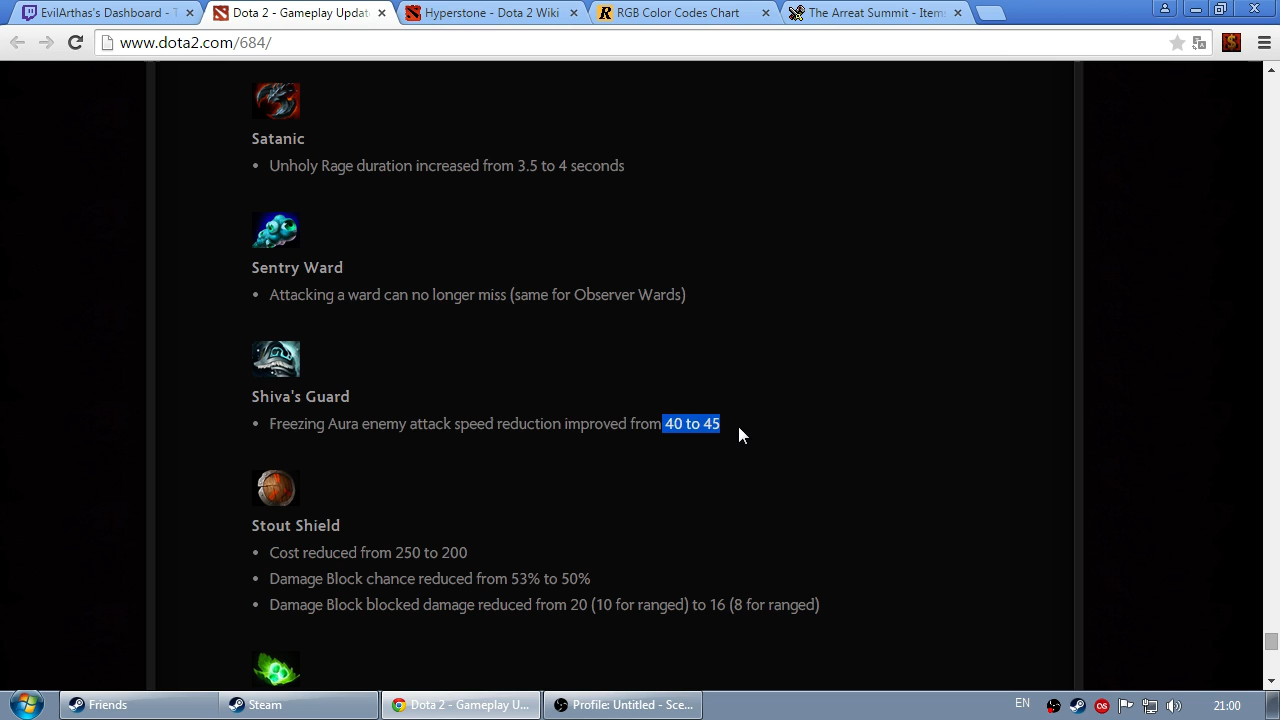 EvilArthas's Dashboard - T
Dota 2 - Gameplay Updat
Hyperstone - Dota 2 Wiki
RGB Color Codes Chart
The Arreat Summit - Items
www.dota2.com/684/
Satanic
• Unholy Rage duration increased from 3.5 to 4 seconds
Sentry Ward
• Attacking a ward can no longer miss (same for Observer Wards)
Shiva's Guard
• Freezing Aura enemy attack speed reduction improved from 40 to 45
Stout Shield
• Cost reduced from 250 to 200
• Damage Block chance reduced from 53% to 50%
• Damage Block blocked damage reduced from 20 (10 for ranged) to 16 (8 for ranged)
Friends
Steam
Dota 2 - Gameplay U...
Profile: Untitled - Sce...
EN
21:00